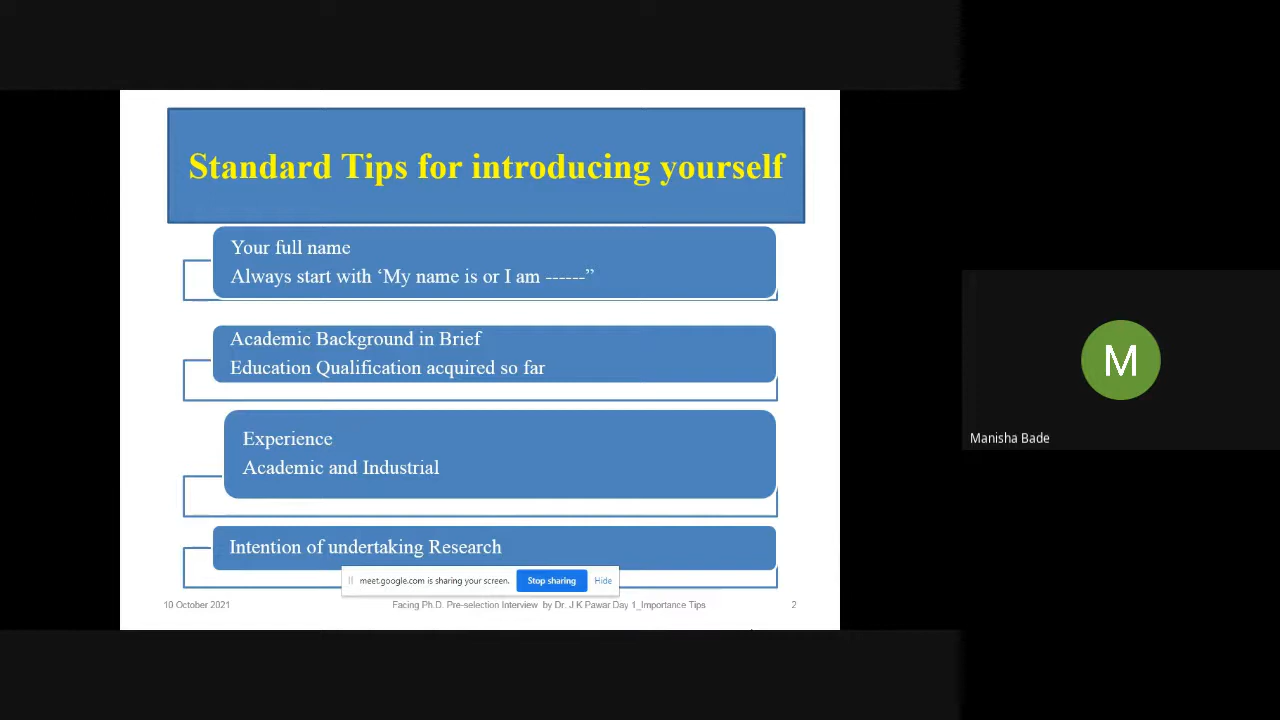 Standard Tips for introducing yourself
Your full name
Always start with ‘My name is or I am ------”
Academic Background in Brief
Education Qualification acquired so far
Experience
Academic and Industrial
Intention of undertaking Research
meet.google.com is sharing your screen.
Stop sharing
Hide
10 October 2021
Facing Ph.D. Pre-selection Interview by Dr. J K Pawar Day 1_Importance Tips
2
M
Manisha Bade